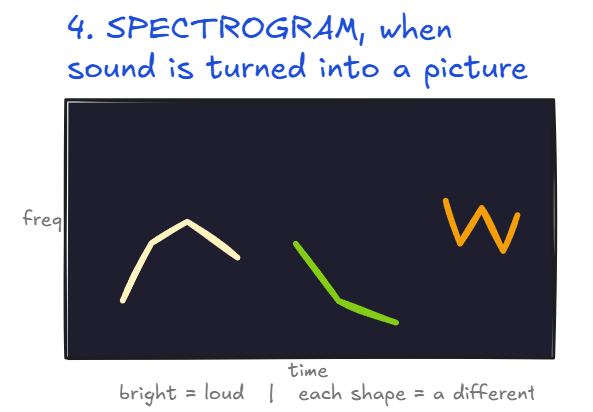 4. SPECTROGRAM, when
sound is turned into a picture
freq
time
bright = loud | each shape = a different